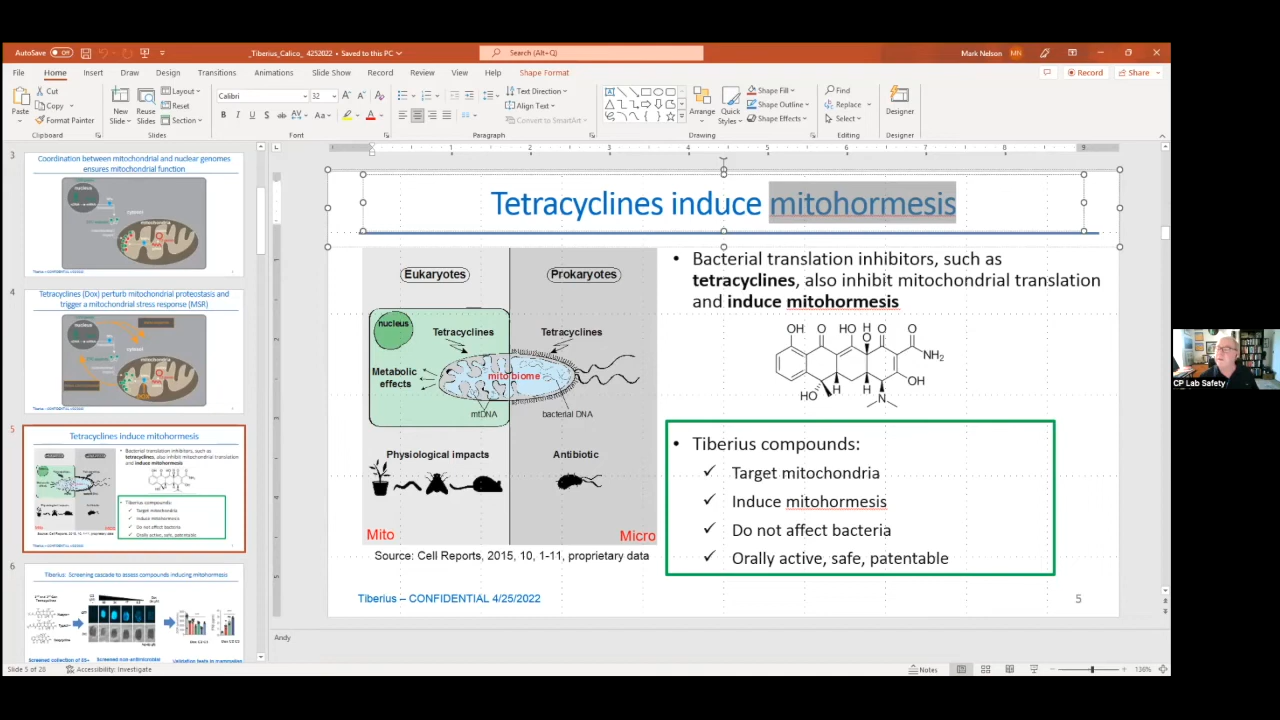 AutoSave Off
_Tiberius_Calico_ 4252022 • Saved to this PC
Search (Alt+Q)
Mark Nelson MN
File Home Insert Draw Design Transitions Animations Slide Show Record Review View Help Shape Format
Record Share
Paste
Cut
Copy
Format Painter
Clipboard
New Slide
Reuse Slides
Layout
Reset
Section
Slides
Calibri 32
Font
Text Direction
Align Text
Convert to SmartArt
Paragraph
Arrange
Quick Styles
Shape Fill
Shape Outline
Shape Effects
Drawing
Find
Replace
Select
Editing
Designer
Designer
3
Coordination between mitochondrial and nuclear genomes
ensures mitochondrial function
4
Tetracyclines (Dox) perturb mitochondrial proteostasis and
trigger a mitochondrial stress response (MSR)
5
Tetracyclines induce mitohormesis
6
Tiberius: Screening cascade to assess compounds inducing mitohormesis
Tetracyclines induce mitohormesis
Eukaryotes
Prokaryotes
nucleus
Tetracyclines
Tetracyclines
Metabolic
effects
mitobiome
mtDNA
bacterial DNA
Physiological impacts
Antibiotic
Mito
Micro
Source: Cell Reports, 2015, 10, 1-11, proprietary data
• Bacterial translation inhibitors, such as
tetracyclines, also inhibit mitochondrial translation
and induce mitohormesis
OH O HO H O O
O
NH₂
OH
HO H N
• Tiberius compounds:
✓ Target mitochondria
✓ Induce mitohormesis
✓ Do not affect bacteria
✓ Orally active, safe, patentable
Tiberius – CONFIDENTIAL 4/25/2022
5
Andy
Slide 5 of 20
Accessibility: Investigate
Notes
136%
CP Lab Safety